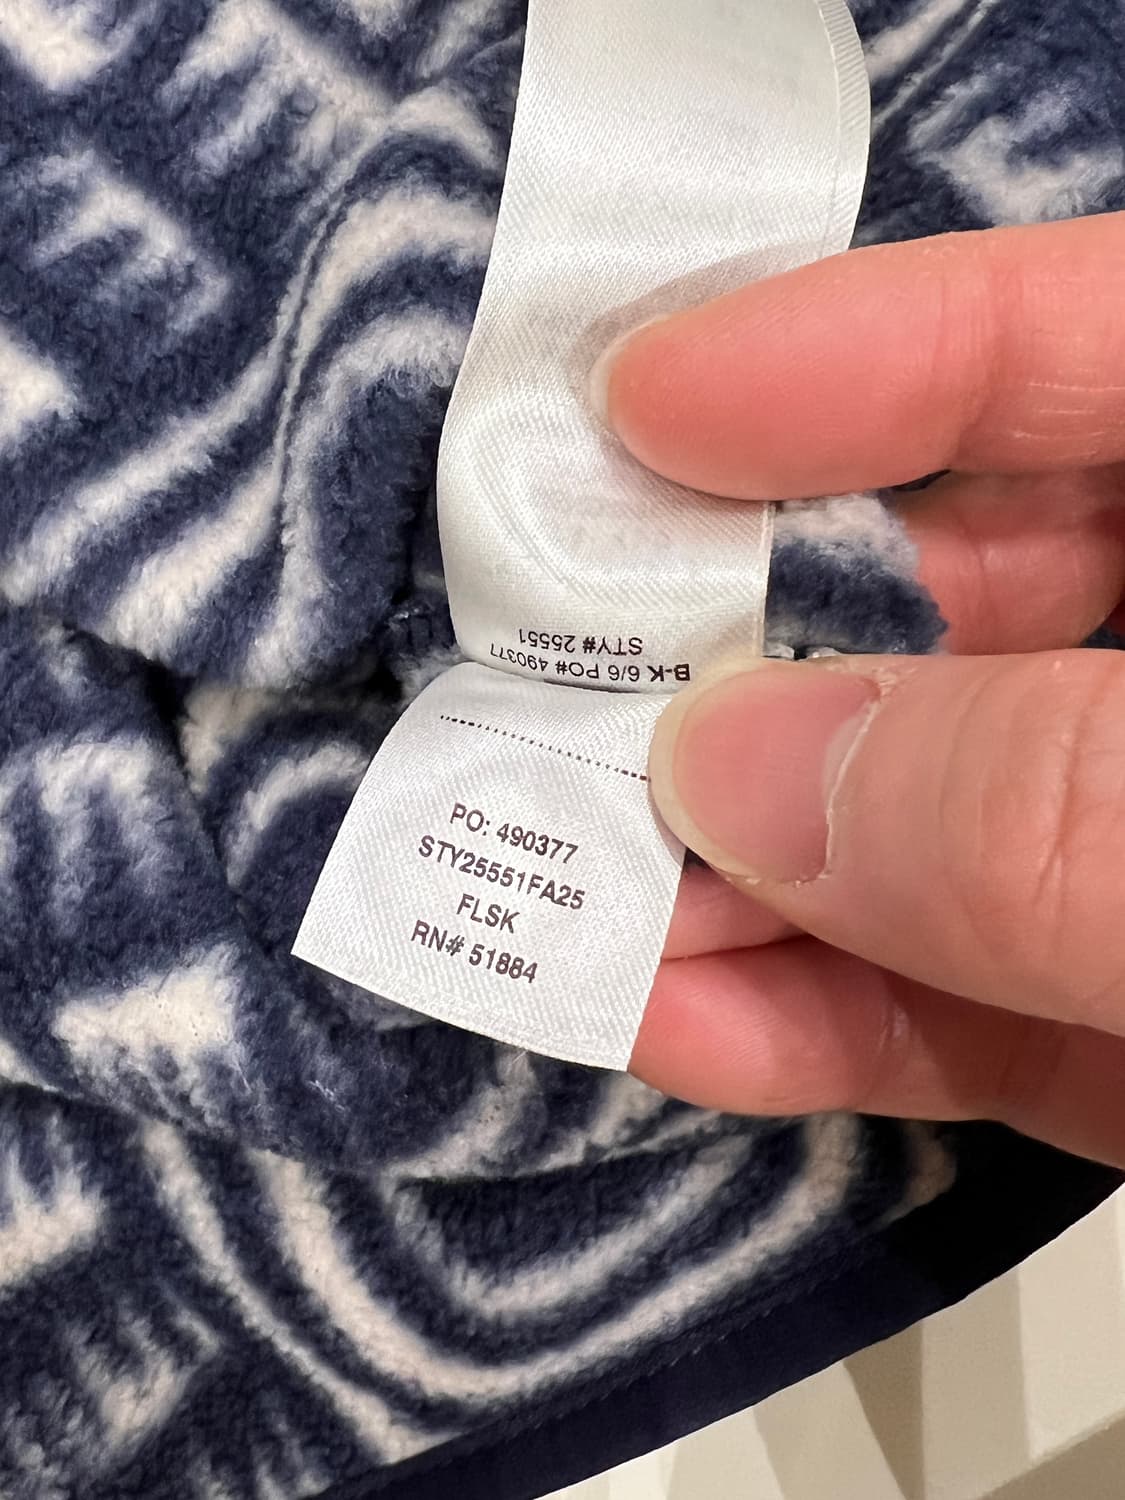 B-K 6/6 PO# 490377
STY# 25551
PO: 490377
STY25551FA25
FLSK
RN# 51884